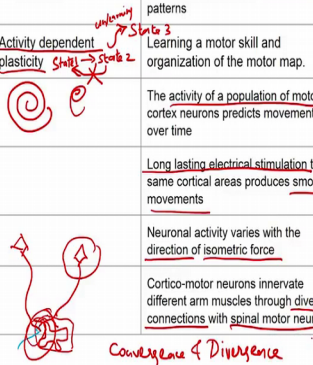 patterns
unlearning
State 3
Activity dependent
plasticity State1 → State 2
Learning a motor skill and
organization of the motor map.
The activity of a population of moto
cortex neurons predicts movement
over time
Long lasting electrical stimulation t
same cortical areas produces smo
movements
Neuronal activity varies with the
direction of isometric force
Cortico-motor neurons innervate
different arm muscles through dive
connections with spinal motor neu
Convergence & Divergence